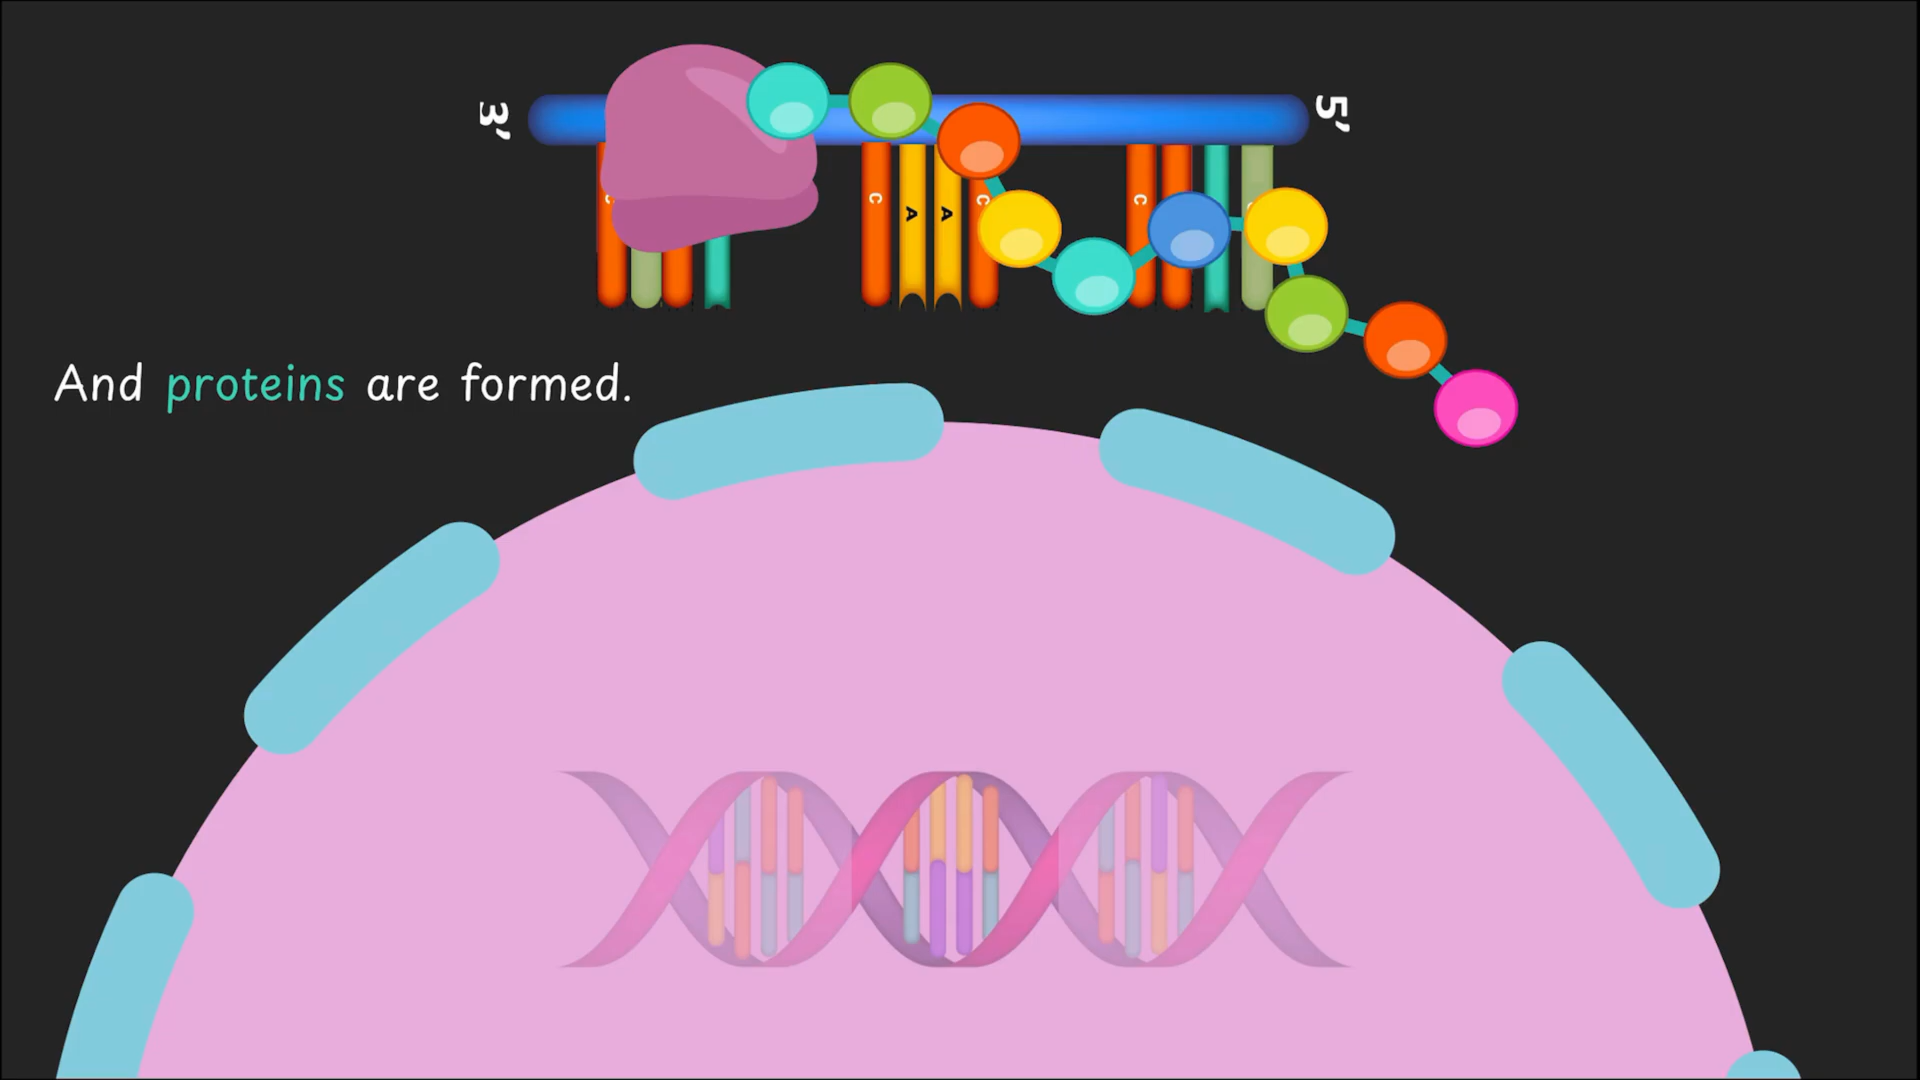 3’ 5’
C A A C C
And proteins are formed.